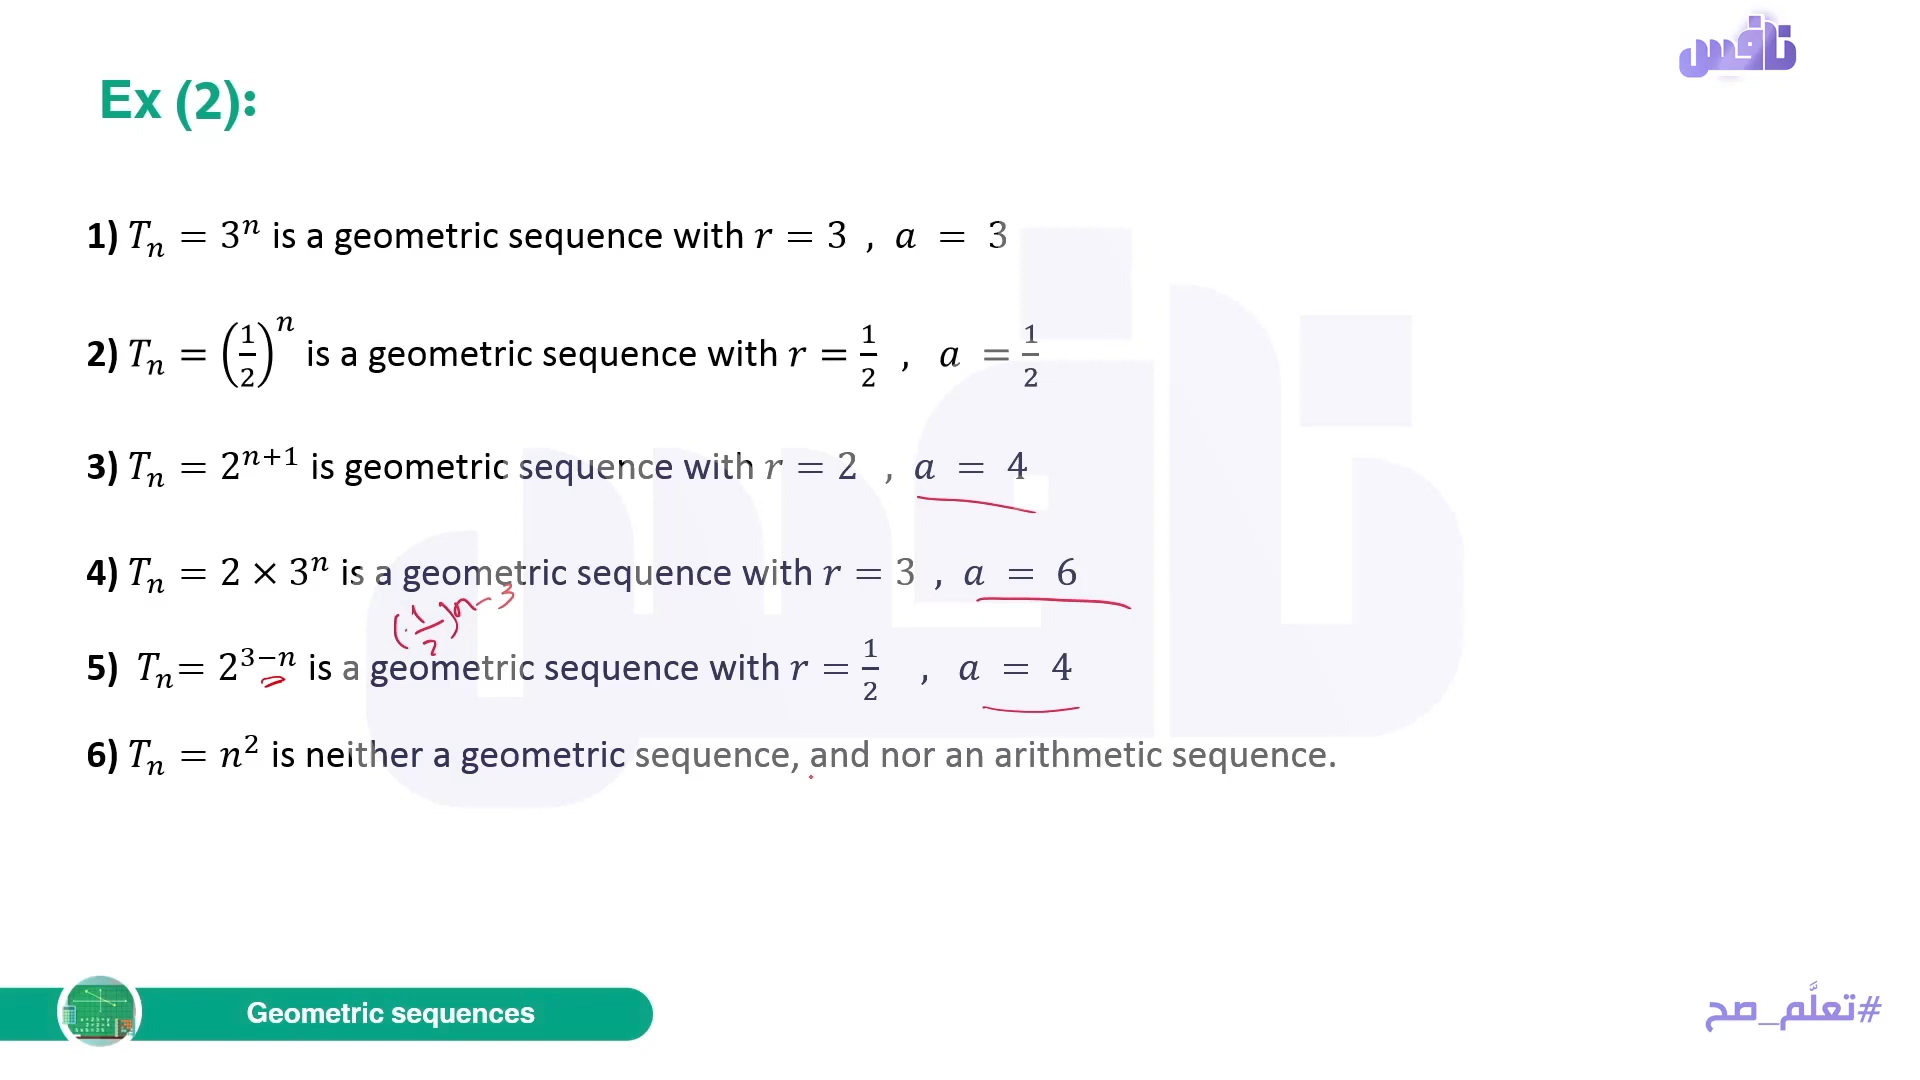 نافس
Ex (2):
1) Tₙ = 3ⁿ is a geometric sequence with r = 3 , a = 3
2) Tₙ = (1/2)ⁿ is a geometric sequence with r = 1/2 , a = 1/2
3) Tₙ = 2ⁿ⁺¹ is geometric sequence with r = 2 , a = 4
4) Tₙ = 2 × 3ⁿ is a geometric sequence with r = 3 , a = 6
(1/2)ⁿ⁻³
5) Tₙ= 2³⁻ⁿ is a geometric sequence with r = 1/2 , a = 4
6) Tₙ = n² is neither a geometric sequence, and nor an arithmetic sequence.
Geometric sequences
#تعلَّم_صح